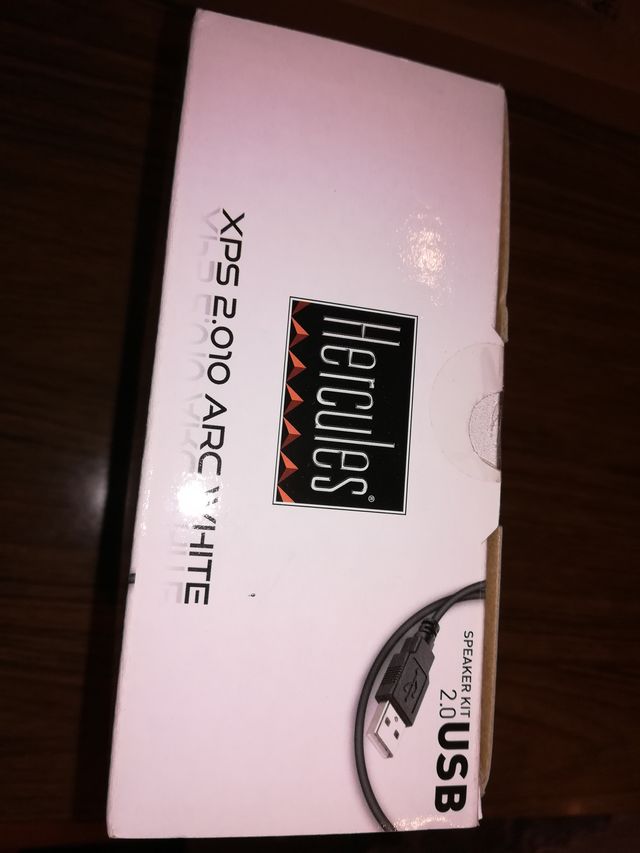 SPEAKER KIT
2.0 USB
Hercules®
XPS 2.010 ARC WHITE